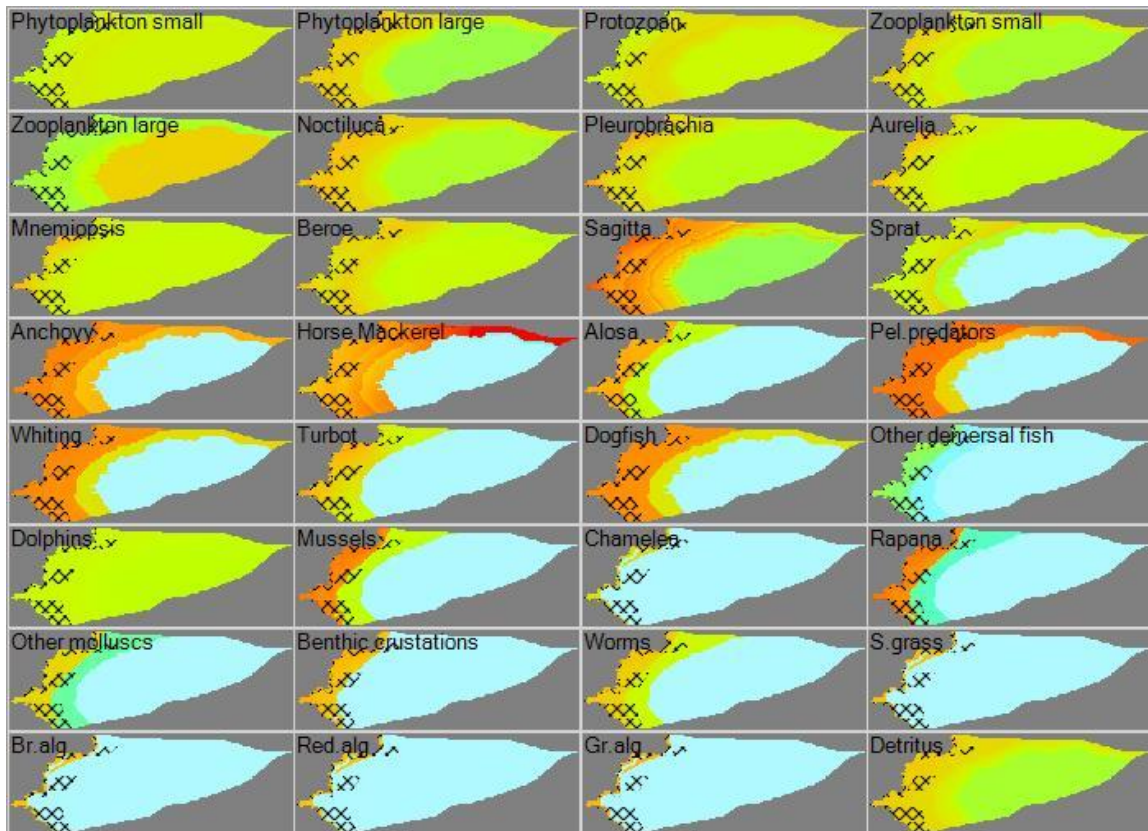 Phytoplankton small
Phytoplankton large
Protozoan
Zooplankton small
Zooplankton large
Noctiluca
Pleurobrachia
Aurelia
Mnemiopsis
Beroe
Sagitta
Sprat
Anchovy
Horse Mackerel
Alosa
Pel.predators
Whiting
Turbot
Dogfish
Other demersal fish
Dolphins
Mussels
Chamelea
Rapana
Other molluscs
Benthic crustations
Worms
S.grass
Br.alg
Red.alg
Gr.alg
Detritus